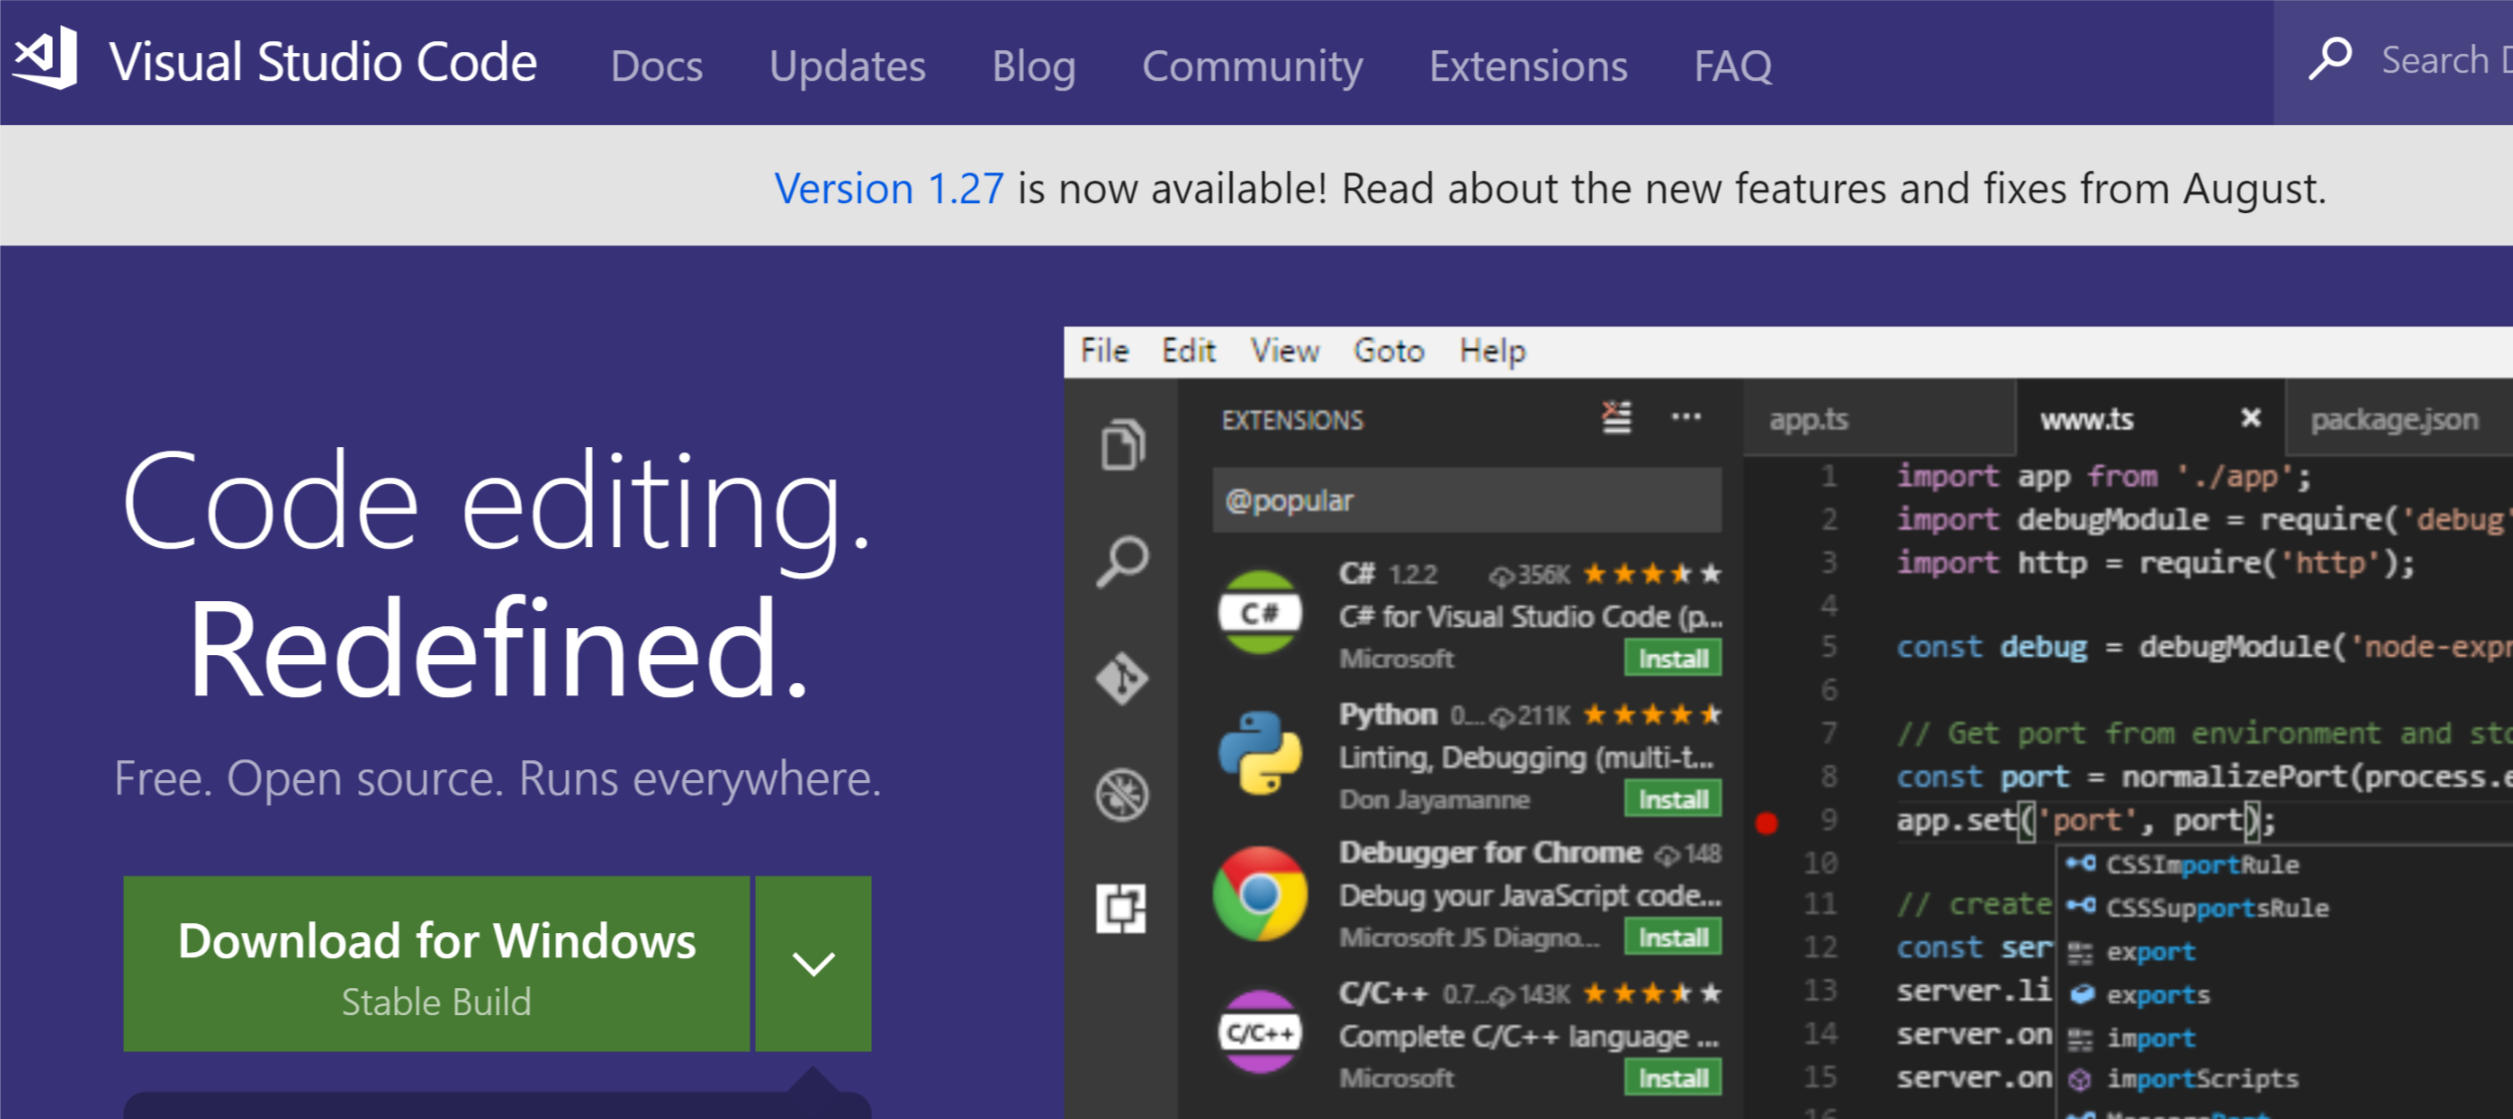 Visual Studio Code Docs Updates Blog Community Extensions FAQ Search
Version 1.27 is now available! Read about the new features and fixes from August.
Code editing.
Redefined.
Free. Open source. Runs everywhere.
Download for Windows
Stable Build
File Edit View Goto Help
EXTENSIONS ...
@popular
C# 1.2.2 356K
C# for Visual Studio Code (p...
Microsoft Install
C#
Python 0.... 211K
Linting, Debugging (multi-t...
Don Jayamanne Install
Debugger for Chrome 148
Debug your JavaScript code...
Microsoft JS Diagno... Install
C/C++ 0.7... 143K
Complete C/C++ language ...
Microsoft Install
C/C++
app.ts www.ts × package.json
1 import app from './app';
2 import debugModule = require('debug'
3 import http = require('http');
4
5 const debug = debugModule('node-expr
6
7 // Get port from environment and sto
8 const port = normalizePort(process.e
9 app.set('port', port);
10
11 // create
12 const ser
13 server.li
14 server.on
15 server.on
16
CSSImportRule
CSSSupportsRule
export
exports
import
importScripts